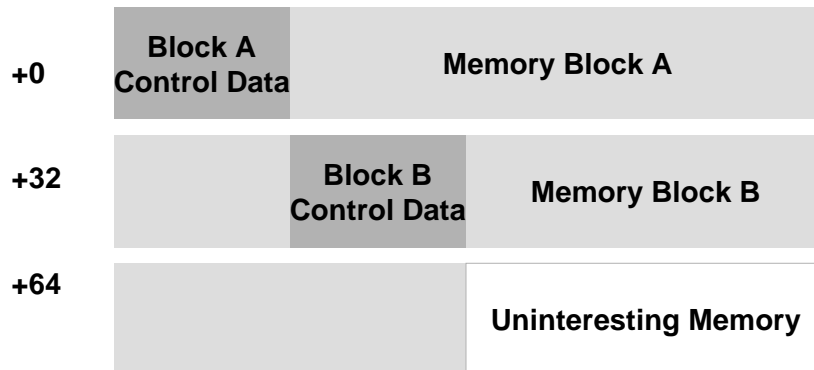 +0
Block A
Control Data
Memory Block A
+32
Block B
Control Data
Memory Block B
+64
Uninteresting Memory